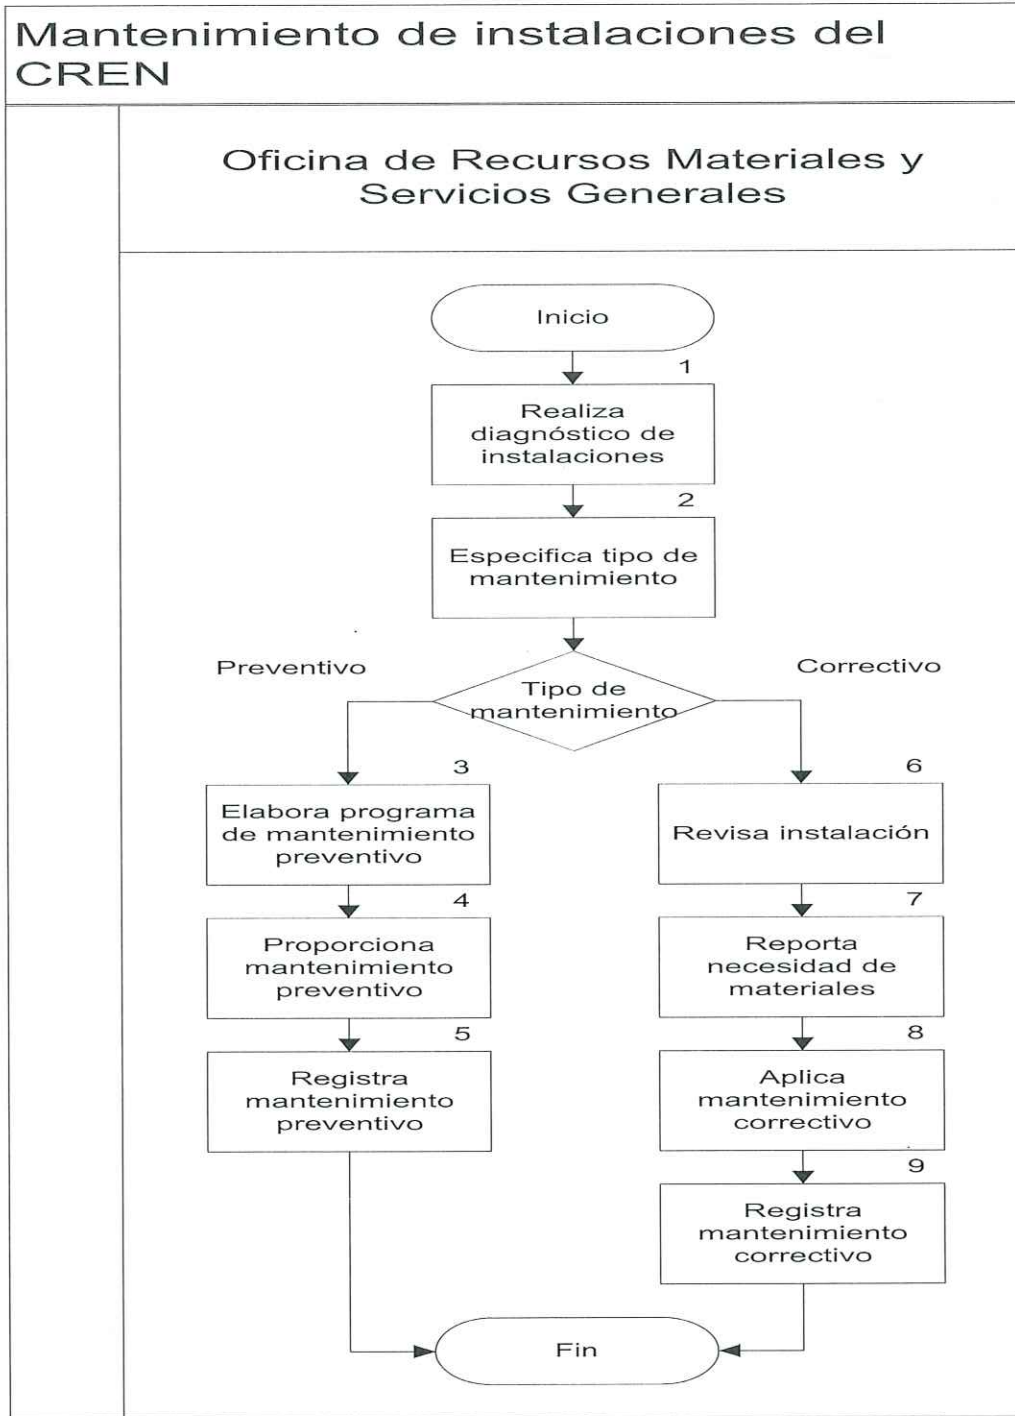 Mantenimiento de instalaciones del
CREN
Oficina de Recursos Materiales y
Servicios Generales
Inicio
1
Realiza
diagnóstico de
instalaciones
2
Especifica tipo de
mantenimiento
Preventivo
Correctivo
Tipo de
mantenimiento
3
Elabora programa
de mantenimiento
preventivo
4
Proporciona
mantenimiento
preventivo
5
Registra
mantenimiento
preventivo
6
Revisa instalación
7
Reporta
necesidad de
materiales
8
Aplica
mantenimiento
correctivo
9
Registra
mantenimiento
correctivo
Fin